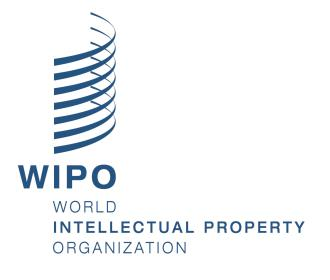 WIPO
WORLD
INTELLECTUAL PROPERTY
ORGANIZATION